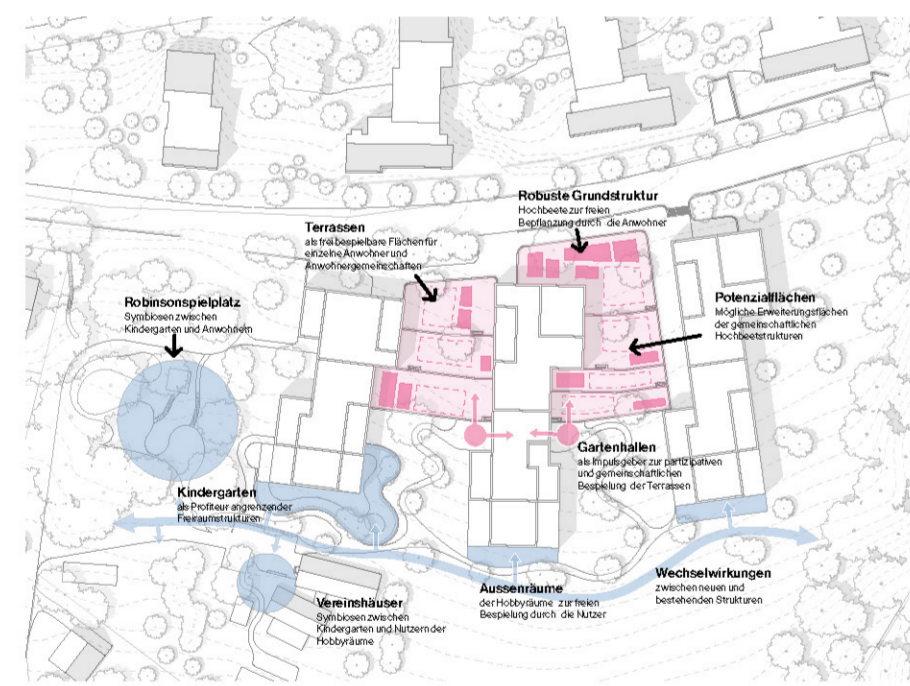 Robuste Grundstruktur
Hochbeete zur freien
Bepflanzung durch die Anwohner
Terrassen
als frei bespielbare Flächen für
einzelne Anwohner und
Anwohnergemeinschaften
Robinsonspielplatz
Symbiosen zwischen
Kindergarten und Anwohnern
Potenzialflächen
Mögliche Erweiterungsflächen
der gemeinschaftlichen
Hochbeetstrukturen
Gartenhallen
als Impulsgeber zur partizipativen
und gemeinschaftlichen
Bespielung der Terrassen
Kindergarten
als Profiteur angrenzender
Freiraumstrukturen
Vereinshäuser
Symbiosen zwischen
Kindergarten und Nutzern der
Hobbyräume
Aussenräume
der Hobbyräume zur freien
Bespielung durch die Nutzer
Wechselwirkungen
zwischen neuen und
bestehenden Strukturen